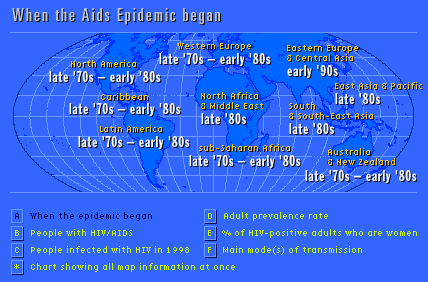 When the Aids Epidemic began
Western Europe
late '70s – early '80s
Eastern Europe
& Central Asia
early '90s
North America
late '70s – early '80s
East Asia & Pacific
late '80s
Caribbean
late '70s – early '80s
North Africa
& Middle East
late '80s
South
& South-East Asia
late '80s
Latin America
late '70s – early '80s
sub-Saharan Africa
late '70s – early '80s
Australia
& New Zealand
late '70s – early '80s
A When the epidemic began
B People with HIV/AIDS
C People infected with HIV in 1998
* Chart showing all map information at once
D Adult prevalence rate
E % of HIV-positive adults who are women
F Main mode(s) of transmission